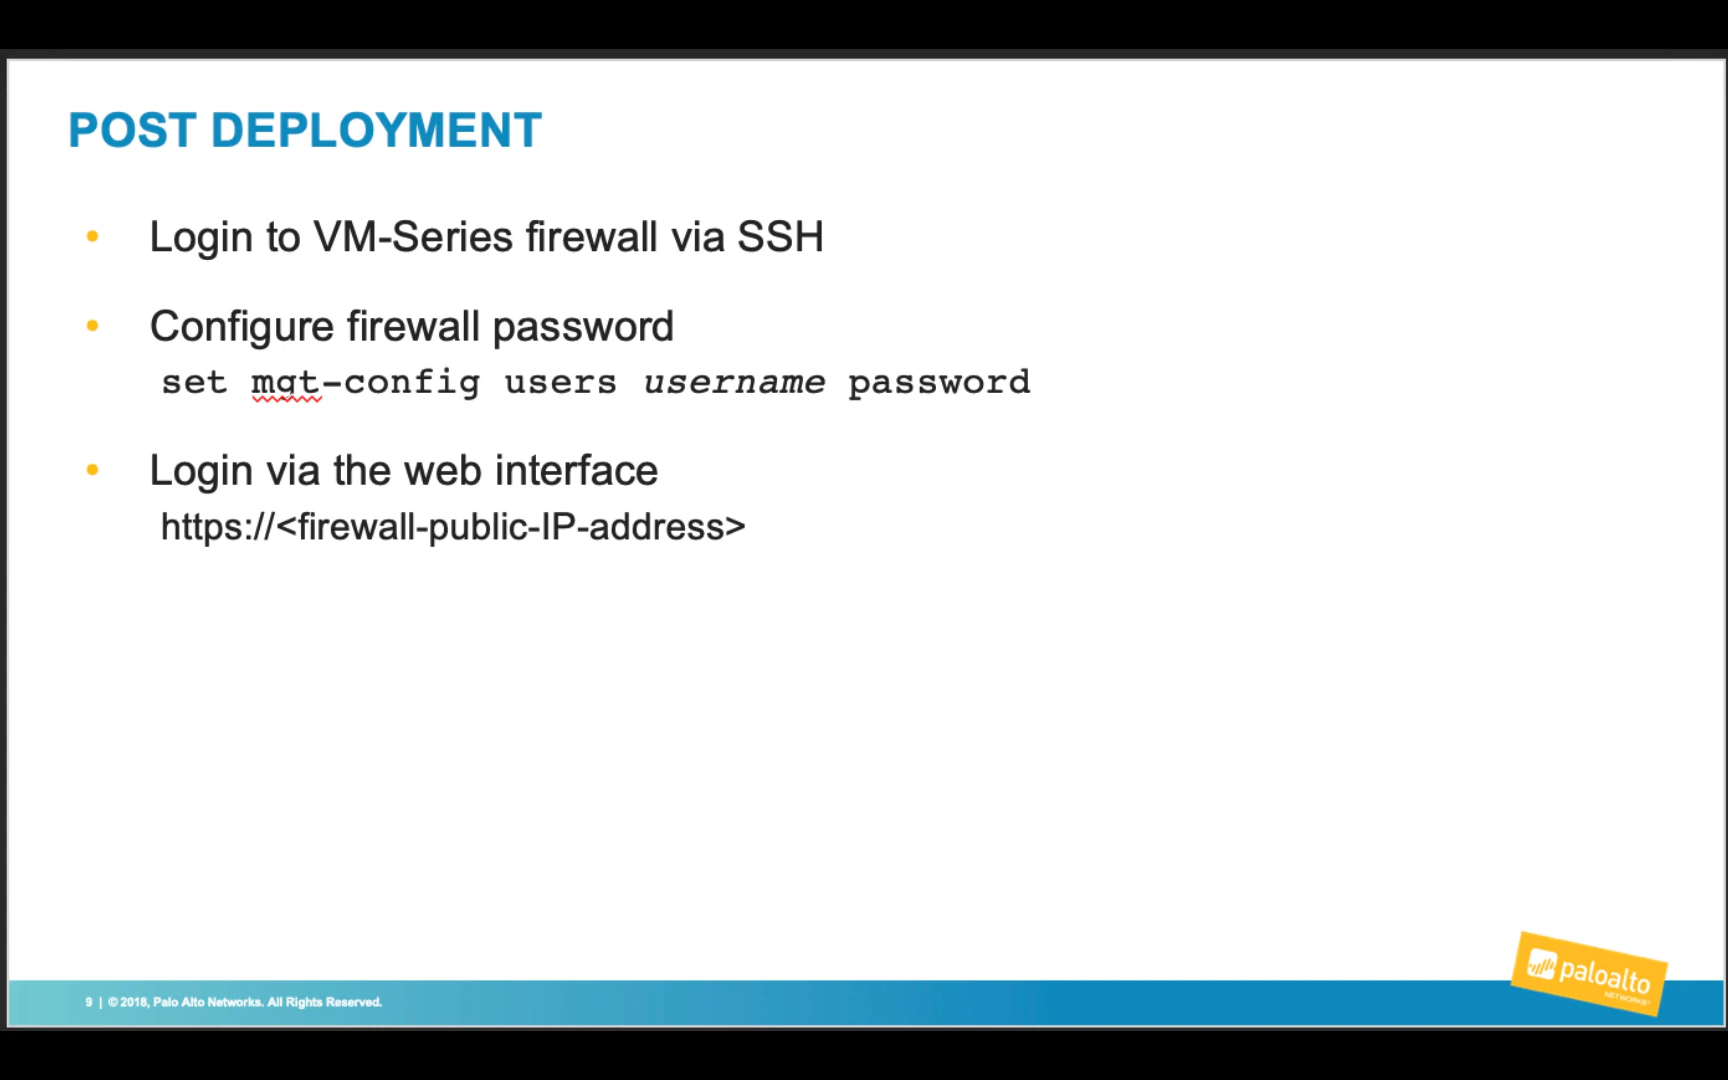 POST DEPLOYMENT
• Login to VM-Series firewall via SSH
• Configure firewall password
set mgt-config users username password
• Login via the web interface
https://<firewall-public-IP-address>
paloalto
NETWORKS®
9 | © 2018, Palo Alto Networks. All Rights Reserved.